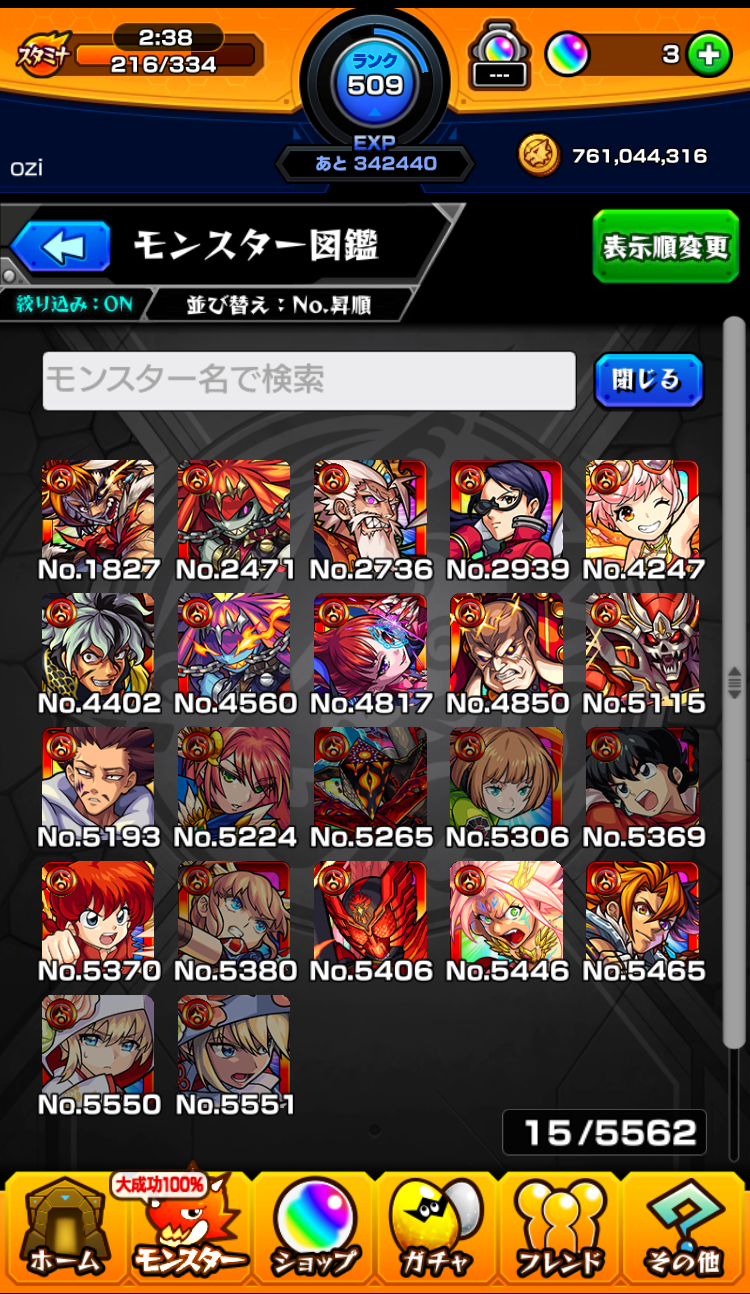 スタミナ
2:38
216/334
ランク
509
---
3
EXP
あと 342440
ozi
761,044,316
モンスター図鑑
表示順変更
絞り込み：ON
並び替え：No.昇順
モンスター名で検索
閉じる
No.1827 No.2471 No.2736 No.2939 No.4247
No.4402 No.4560 No.4817 No.4850 No.5115
No.5193 No.5224 No.5265 No.5306 No.5369
No.5370 No.5380 No.5406 No.5446 No.5465
No.5550 No.5551
15/5562
大成功100%
ホーム モンスター ショップ ガチャ フレンド その他